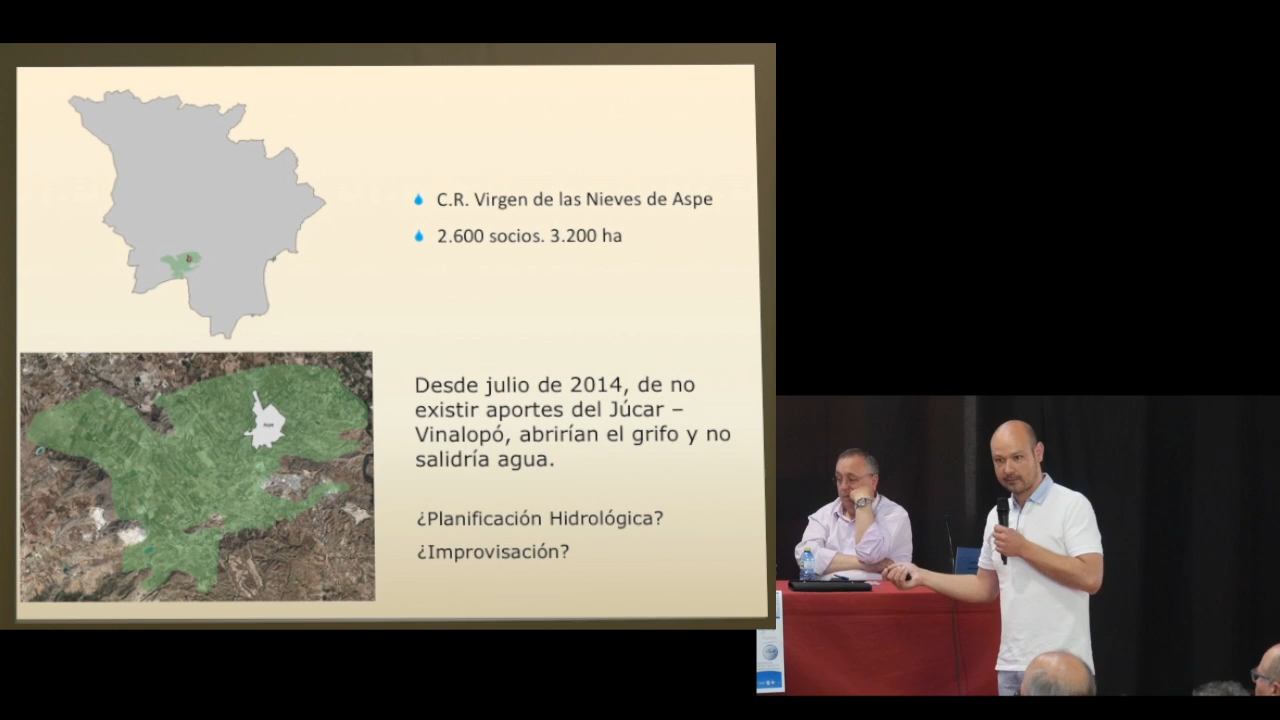 C.R. Virgen de las Nieves de Aspe
2.600 socios. 3.200 ha
Desde julio de 2014, de no
existir aportes del Júcar –
Vinalopó, abrirían el grifo y no
salidría agua.
¿Planificación Hidrológica?
¿Improvisación?